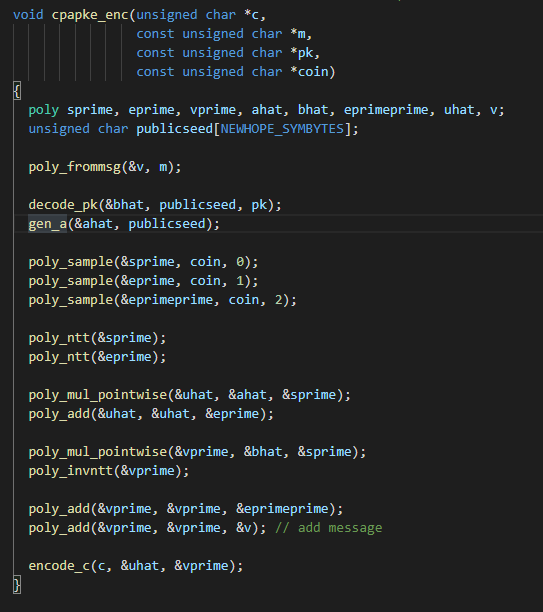 void cpapke_enc(unsigned char *c,
                const unsigned char *m,
                const unsigned char *pk,
                const unsigned char *coin)
{
  poly sprime, eprime, vprime, ahat, bhat, eprimeprime, uhat, v;
  unsigned char publicseed[NEWHOPE_SYMBYTES];

  poly_frommsg(&v, m);

  decode_pk(&bhat, publicseed, pk);
  gen_a(&ahat, publicseed);

  poly_sample(&sprime, coin, 0);
  poly_sample(&eprime, coin, 1);
  poly_sample(&eprimeprime, coin, 2);

  poly_ntt(&sprime);
  poly_ntt(&eprime);

  poly_mul_pointwise(&uhat, &ahat, &sprime);
  poly_add(&uhat, &uhat, &eprime);

  poly_mul_pointwise(&vprime, &bhat, &sprime);
  poly_invntt(&vprime);

  poly_add(&vprime, &vprime, &eprimeprime);
  poly_add(&vprime, &vprime, &v); // add message

  encode_c(c, &uhat, &vprime);
}